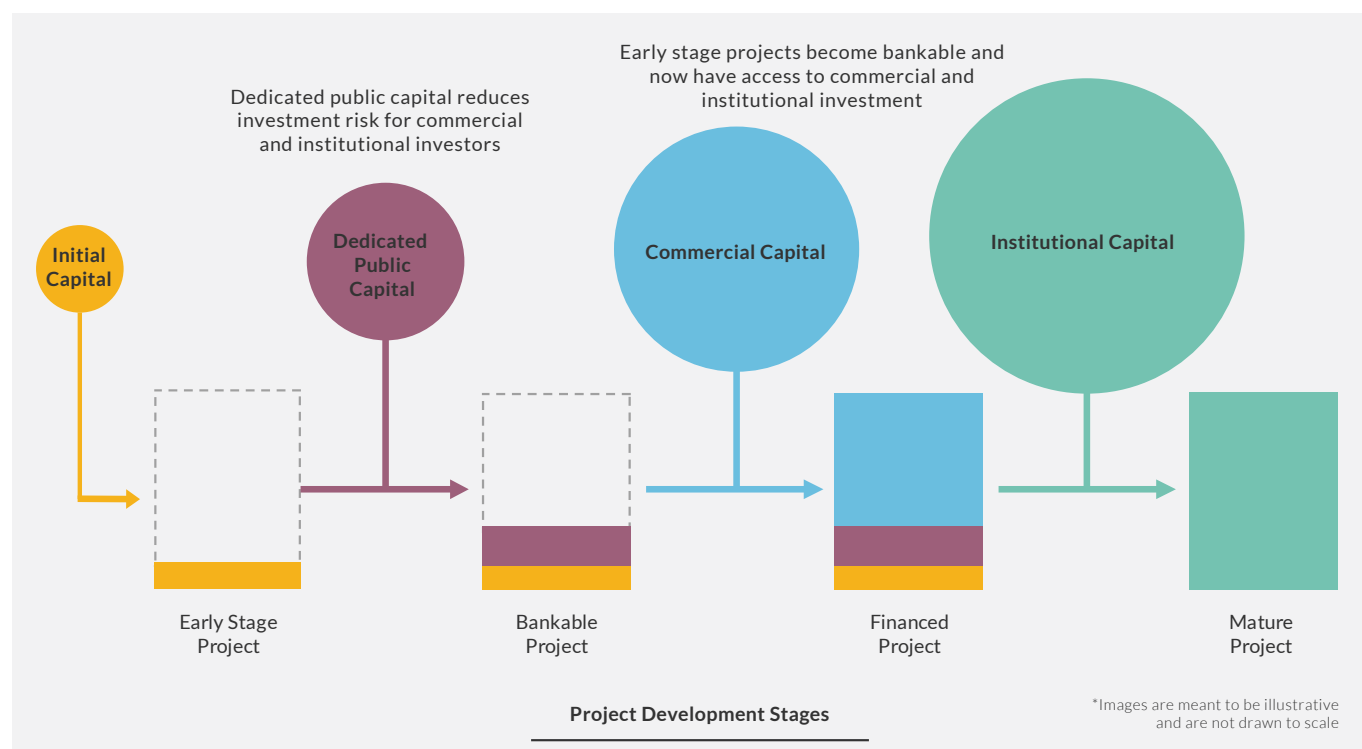 Early stage projects become bankable and
now have access to commercial and
institutional investment
Dedicated public capital reduces
investment risk for commercial
and institutional investors
Initial
Capital
Dedicated
Public
Capital
Commercial Capital
Institutional Capital
Early Stage
Project
Bankable
Project
Financed
Project
Mature
Project
Project Development Stages
*Images are meant to be illustrative
and are not drawn to scale